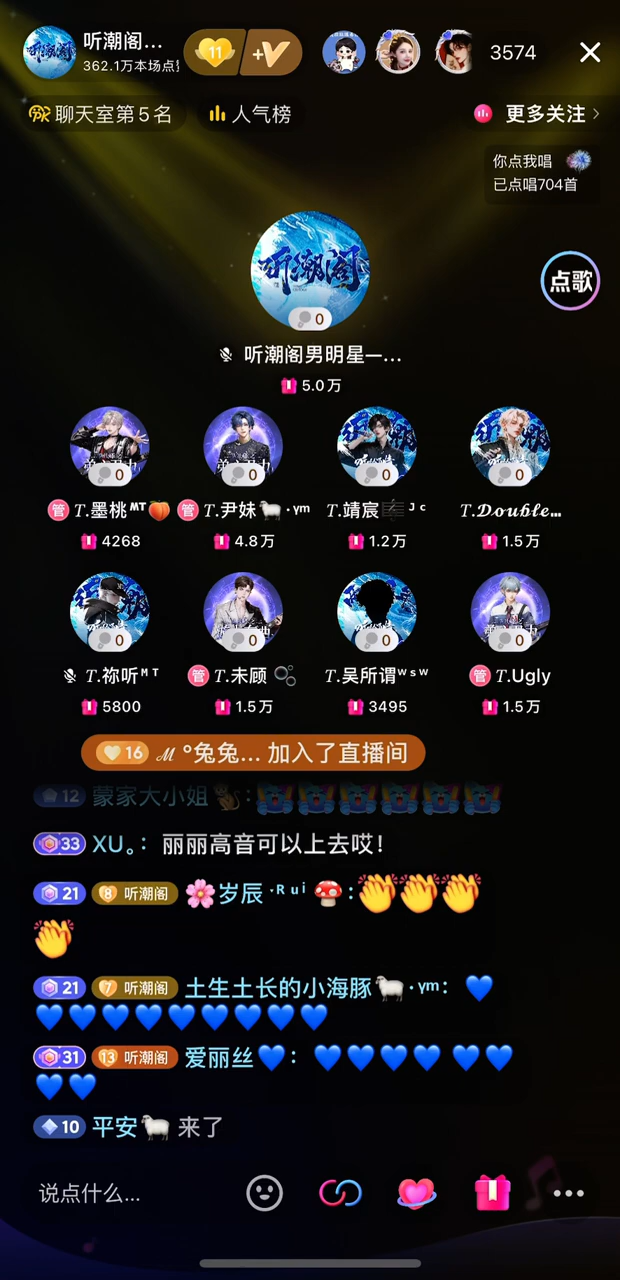 听潮阁...
362.1万本场点
11
+V
3574
聊天室第5名
人气榜
更多关注 >
你点我唱
已点唱704首
听潮阁
点歌
0
听潮阁男明星一...
5.0万
0
0
0
0
管 T.墨桃ᴹᵀ🍑
管 T.尹妹🐑·ʸᵐ
T.靖宸🎼ᴶᶜ
T.𝓓𝓸𝓾𝓫𝓵𝓮...
4268
4.8万
1.2万
1.5万
0
0
0
0
T.祢听ᴹᵀ
管 T.未顾🫧
T.吴所谓ʷˢʷ
管 T.Ugly
5800
1.5万
3495
1.5万
16 ℳ °兔兔... 加入了直播间
12 蒙家大小姐🐒:
33 XU。: 丽丽高音可以上去哎!
21 8 听潮阁 🌸岁辰·ᴿᵘⁱ 🍄:👏👏👏
👏
21 7 听潮阁 土生土长的小海豚🐑·ʸᵐ: 💙
💙💙💙💙💙💙💙💙💙
31 13 听潮阁 爱丽丝💙: 💙💙💙💙 💙💙
💙💙
10 平安🐑 来了
说点什么...